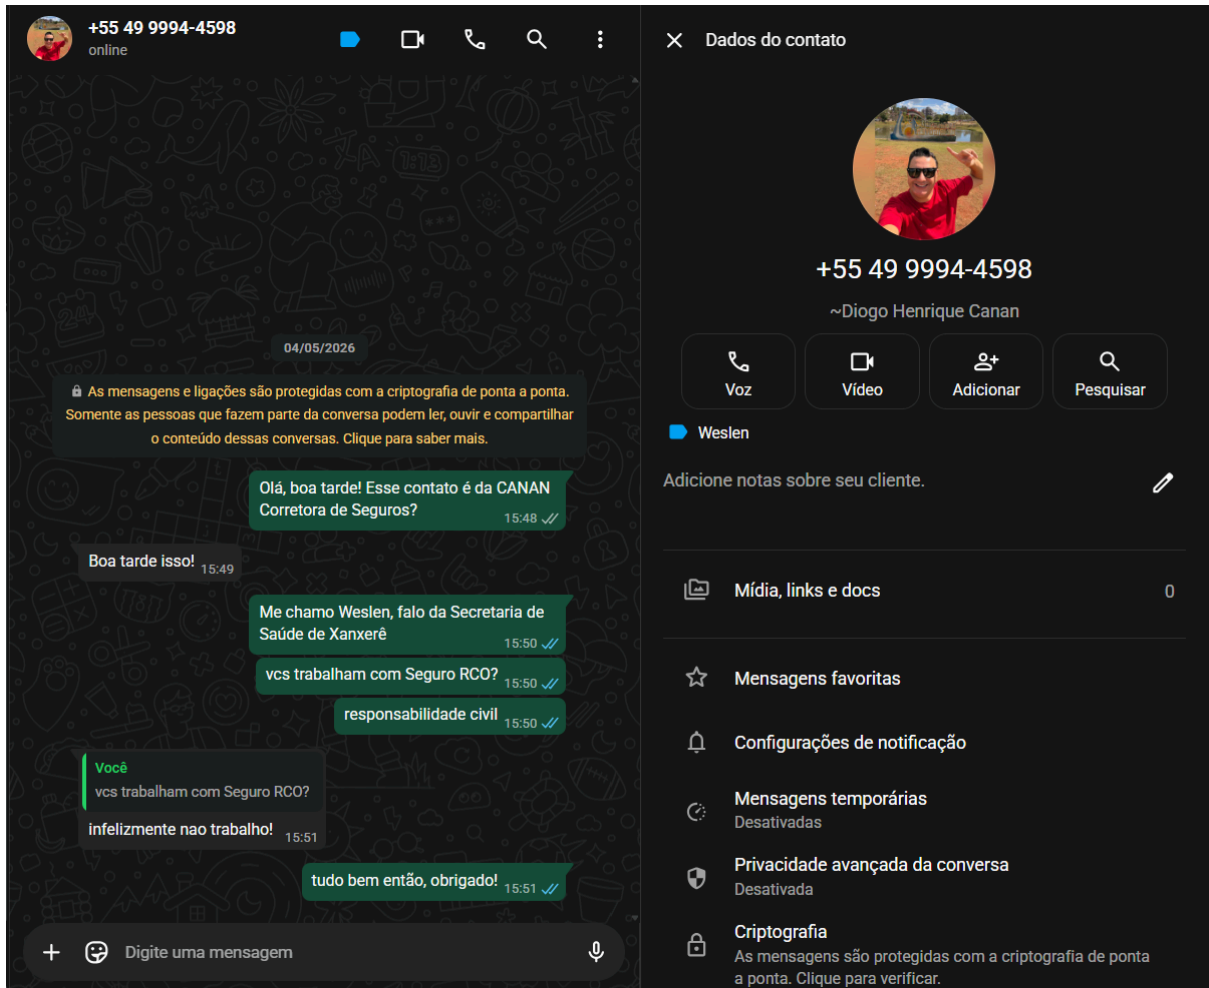 +55 49 9994-4598
online
04/05/2026
As mensagens e ligações são protegidas com a criptografia de ponta a ponta.
Somente as pessoas que fazem parte da conversa podem ler, ouvir e compartilhar
o conteúdo dessas conversas. Clique para saber mais.
Olá, boa tarde! Esse contato é da CANAN
Corretora de Seguros?
15:48
Boa tarde isso! 15:49
Me chamo Weslen, falo da Secretaria de
Saúde de Xanxerê
15:50
vcs trabalham com Seguro RCO? 15:50
responsabilidade civil 15:50
Você
vcs trabalham com Seguro RCO?
infelizmente nao trabalho! 15:51
tudo bem então, obrigado! 15:51
Digite uma mensagem
Dados do contato
+55 49 9994-4598
~Diogo Henrique Canan
Voz
Vídeo
Adicionar
Pesquisar
Weslen
Adicione notas sobre seu cliente.
Mídia, links e docs 0
Mensagens favoritas
Configurações de notificação
Mensagens temporárias
Desativadas
Privacidade avançada da conversa
Desativada
Criptografia
As mensagens são protegidas com a criptografia de ponta
a ponta. Clique para verificar.